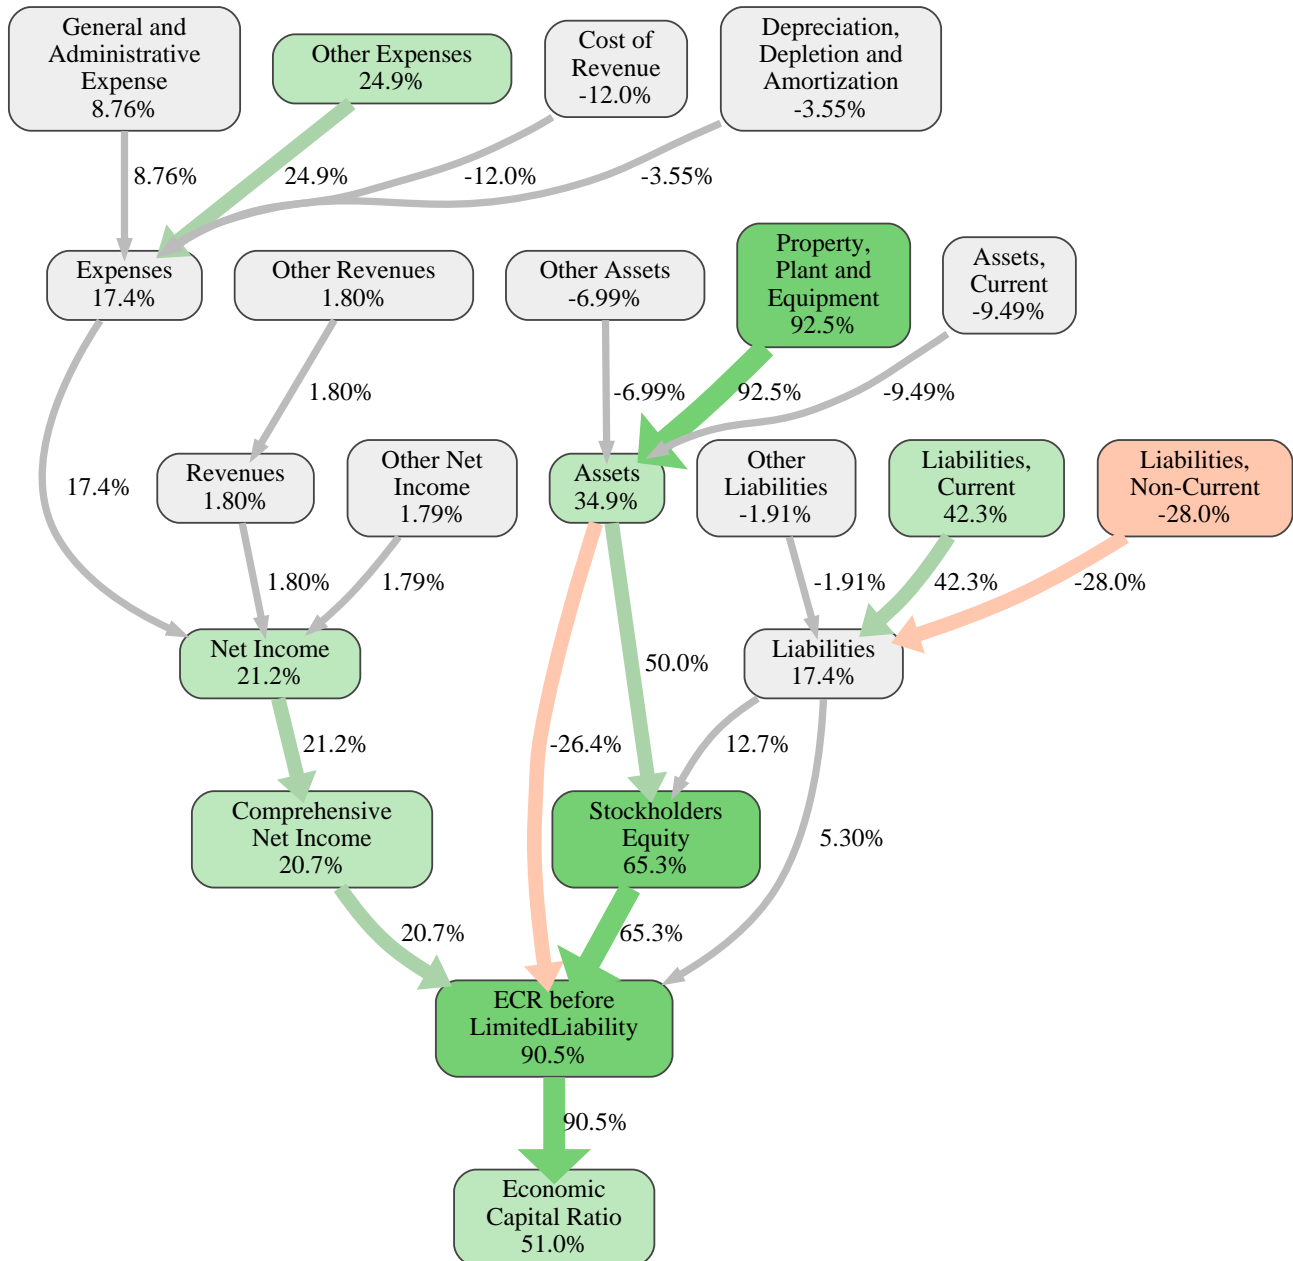 General and
Administrative
Expense
8.76%
Other Expenses
24.9%
Cost of
Revenue
-12.0%
Depreciation,
Depletion and
Amortization
-3.55%
8.76%
24.9%
-12.0%
-3.55%
Expenses
17.4%
Other Revenues
1.80%
Other Assets
-6.99%
Property,
Plant and
Equipment
92.5%
Assets,
Current
-9.49%
1.80%
-6.99%
92.5%
-9.49%
17.4%
Revenues
1.80%
Other Net
Income
1.79%
Assets
34.9%
Other
Liabilities
-1.91%
Liabilities,
Current
42.3%
Liabilities,
Non-Current
-28.0%
1.80%
1.79%
-1.91%
42.3%
-28.0%
Net Income
21.2%
50.0%
Liabilities
17.4%
21.2%
-26.4%
12.7%
Comprehensive
Net Income
20.7%
Stockholders
Equity
65.3%
5.30%
20.7%
65.3%
ECR before
LimitedLiability
90.5%
90.5%
Economic
Capital Ratio
51.0%